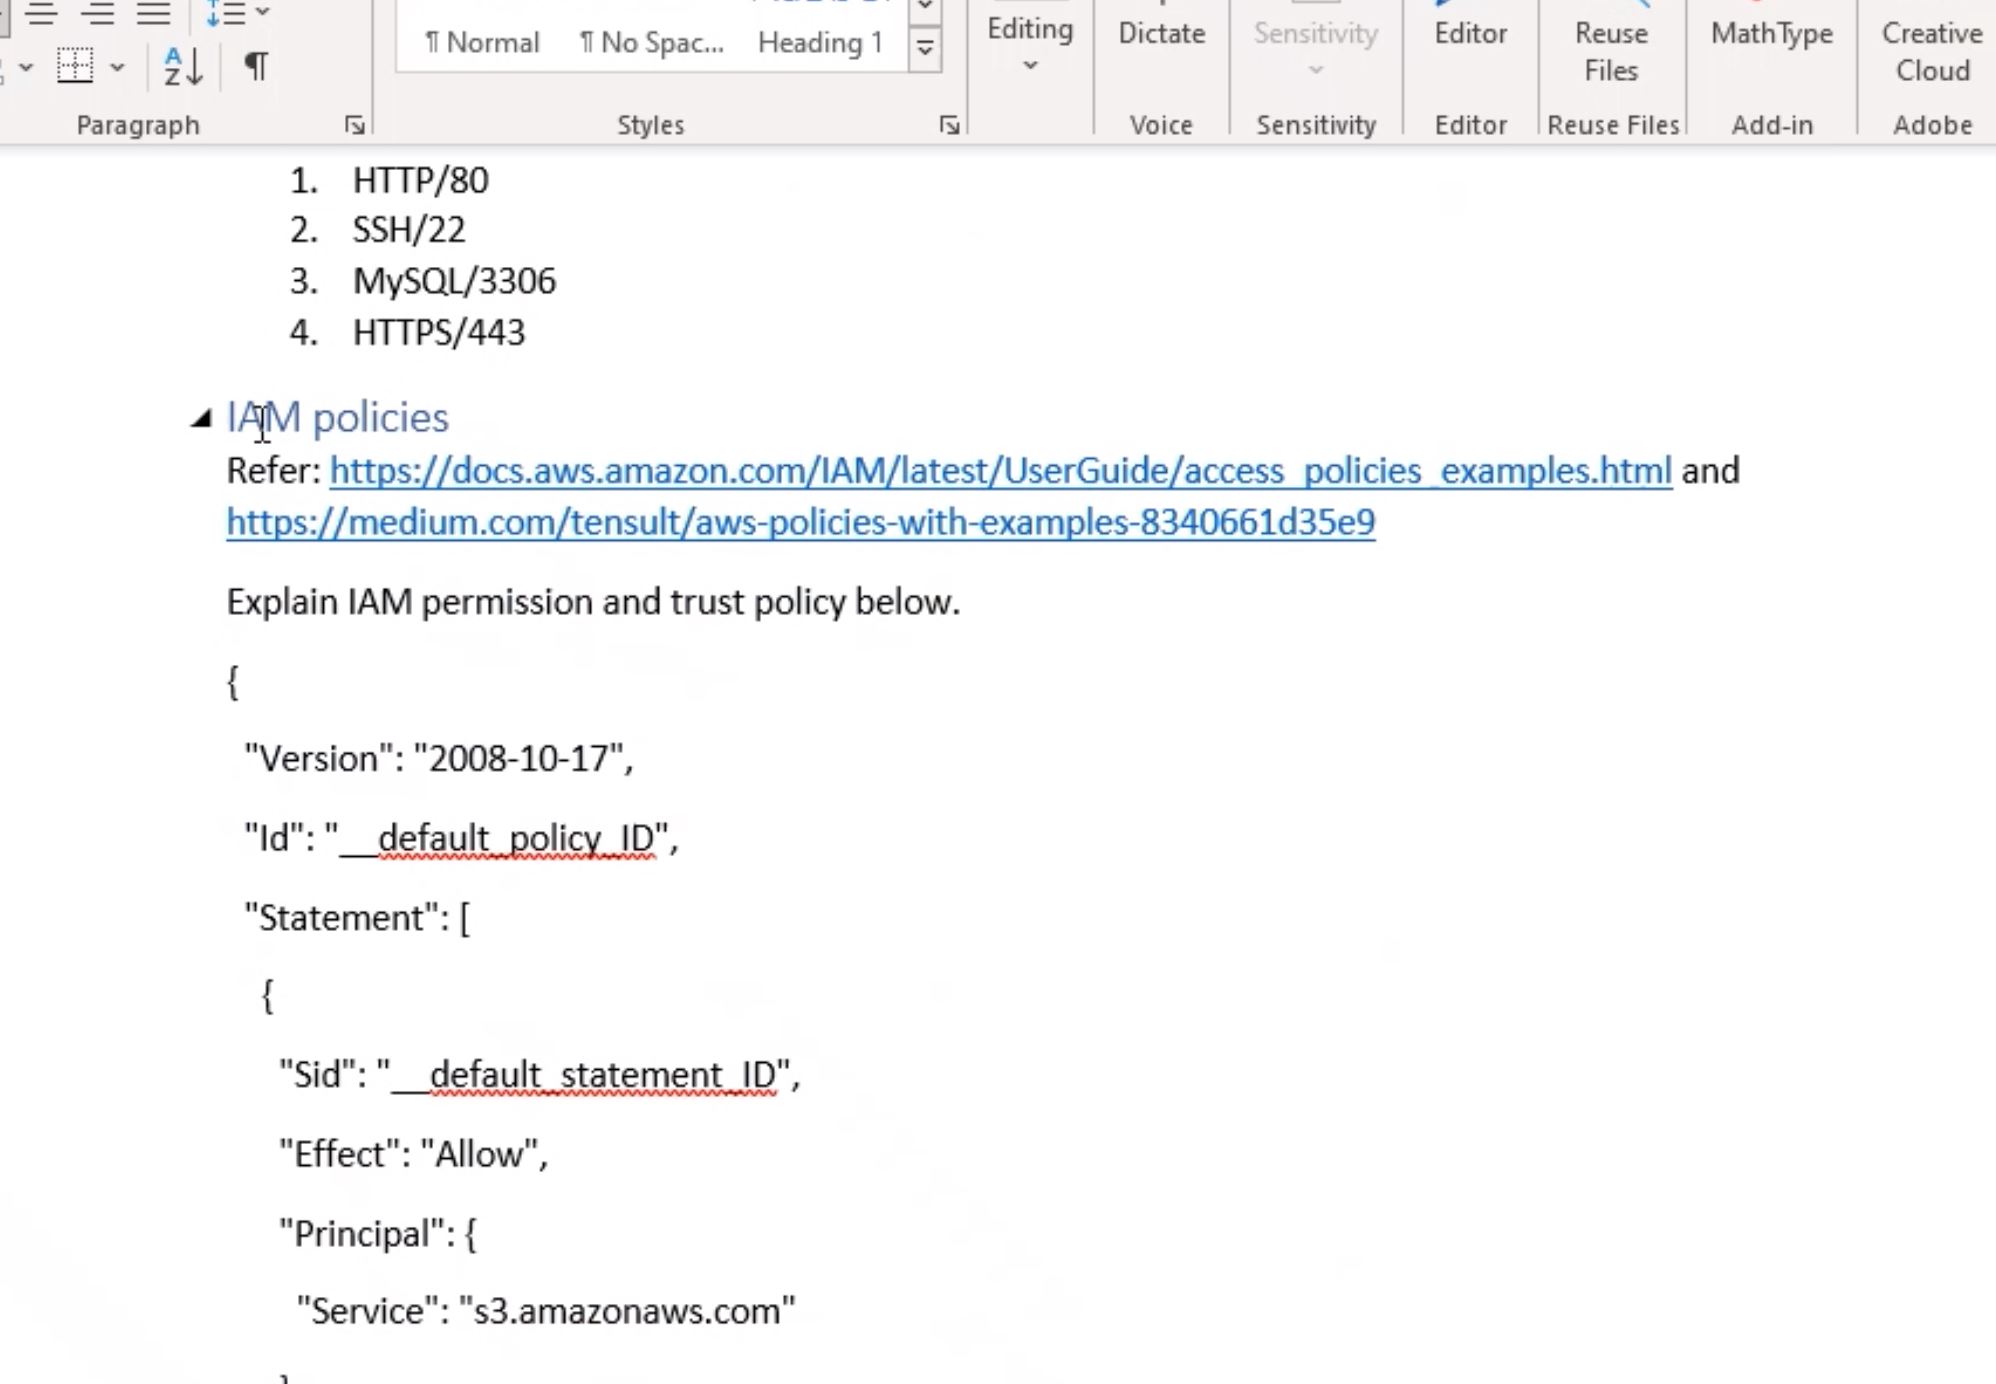 ¶ Normal ¶ No Spac... Heading 1
Editing
Dictate
Sensitivity
Editor
Reuse
Files
MathType
Creative
Cloud
Paragraph
Styles
Voice
Sensitivity
Editor
Reuse Files
Add-in
Adobe
1. HTTP/80
2. SSH/22
3. MySQL/3306
4. HTTPS/443
IAM policies
Refer: https://docs.aws.amazon.com/IAM/latest/UserGuide/access_policies_examples.html and
https://medium.com/tensult/aws-policies-with-examples-8340661d35e9
Explain IAM permission and trust policy below.
{
"Version": "2008-10-17",
"Id": "__default_policy_ID",
"Statement": [
{
"Sid": "__default_statement_ID",
"Effect": "Allow",
"Principal": {
"Service": "s3.amazonaws.com"